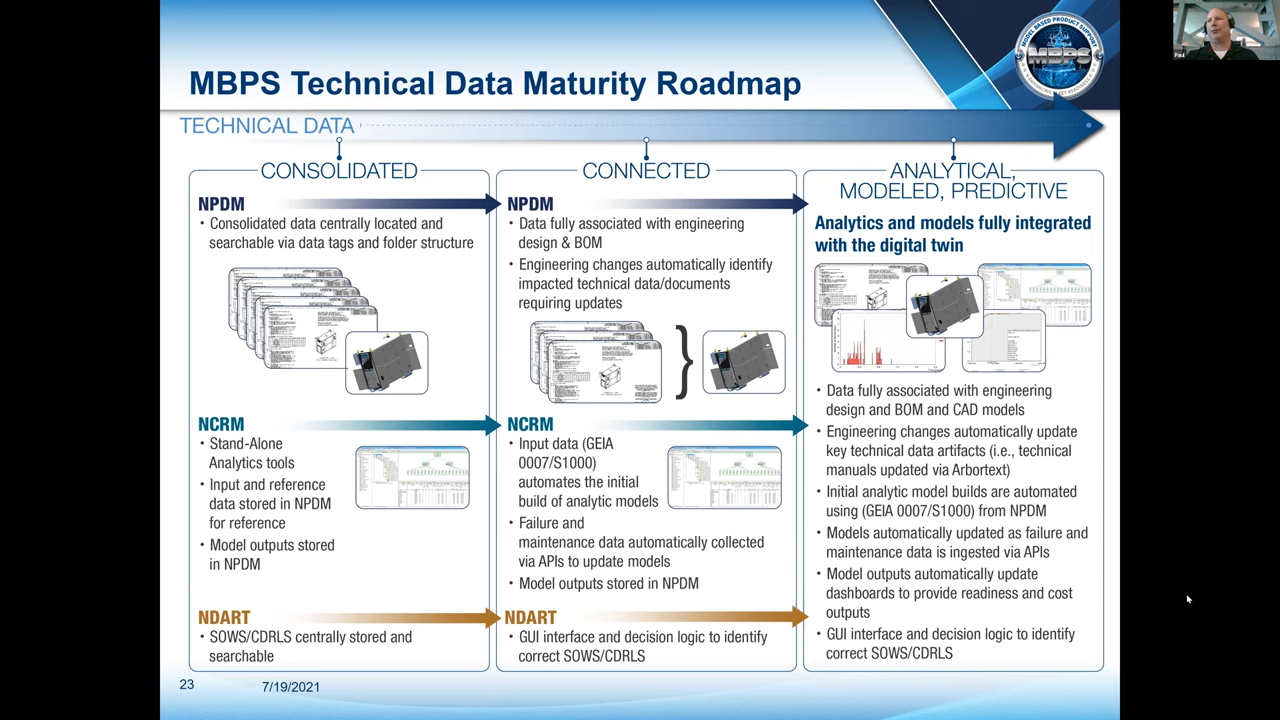 MBPS Technical Data Maturity Roadmap
MODEL BASED PRODUCT SUPPORT
MBPS
Paul
TECHNICAL DATA
CONSOLIDATED
NPDM
• Consolidated data centrally located and
searchable via data tags and folder structure
NCRM
• Stand-Alone
Analytics tools
• Input and reference
data stored in NPDM
for reference
• Model outputs stored
in NPDM
NDART
• SOWS/CDRLS centrally stored and
searchable
CONNECTED
NPDM
• Data fully associated with engineering
design & BOM
• Engineering changes automatically identify
impacted technical data/documents
requiring updates
NCRM
• Input data (GEIA
0007/S1000)
automates the initial
build of analytic models
• Failure and
maintenance data automatically collected
via APIs to update models
• Model outputs stored in NPDM
NDART
• GUI interface and decision logic to identify
correct SOWS/CDRLS
ANALYTICAL,
MODELED, PREDICTIVE
Analytics and models fully integrated
with the digital twin
• Data fully associated with engineering
design and BOM and CAD models
• Engineering changes automatically update
key technical data artifacts (i.e., technical
manuals updated via Arbortext)
• Initial analytic model builds are automated
using (GEIA 0007/S1000) from NPDM
• Models automatically updated as failure and
maintenance data is ingested via APIs
• Model outputs automatically update
dashboards to provide readiness and cost
outputs
• GUI interface and decision logic to identify
correct SOWS/CDRLS
23
7/19/2021